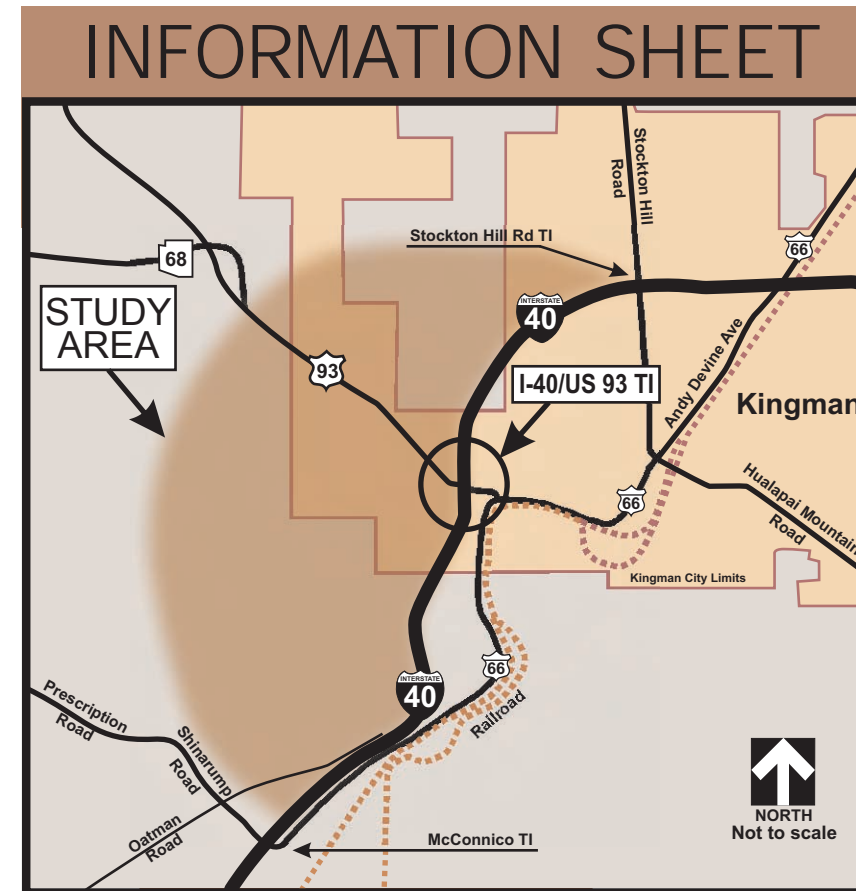 INFORMATION SHEET
Stockton Hill
Road
Stockton Hill Rd TI
66
68
STUDY
AREA
INTERSTATE
40
93
I-40/US 93 TI
Andy Devine Ave
Kingman
66
Hualapai Mountain
Road
Kingman City Limits
66
INTERSTATE
40
Railroad
Prescription
Road
Shinarump
Road
Oatman
Road
McConnico TI
NORTH
Not to scale